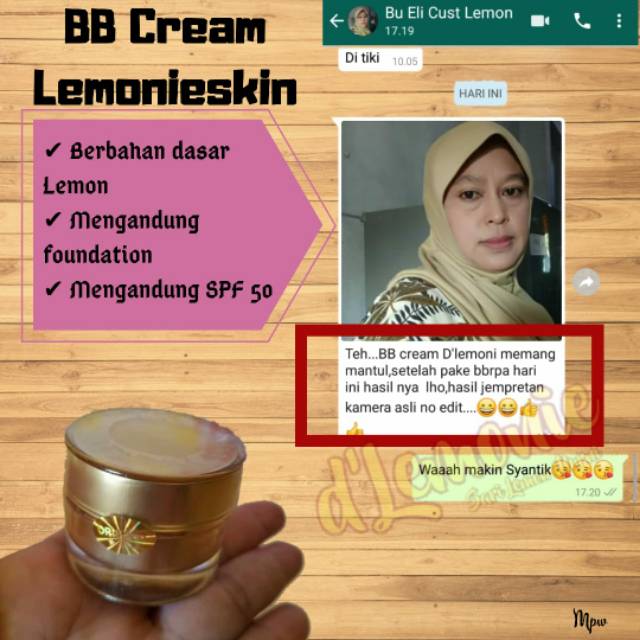 BB Cream
Lemonieskin
✔ Berbahan dasar
Lemon
✔ Mengandung
foundation
✔ Mengandung SPF 50
Bu Eli Cust Lemon
17.19
Di tiki 10.05
HARI INI
Teh...BB cream D'lemoni memang
mantul,setelah pake bbrpa hari
ini hasil nya lho,hasil jempretan
kamera asli no edit....😀😀👍
👍
d'Lemonie
Sari Lemon
Waaah makin Syantik😘😘😘
17.20
Mpw